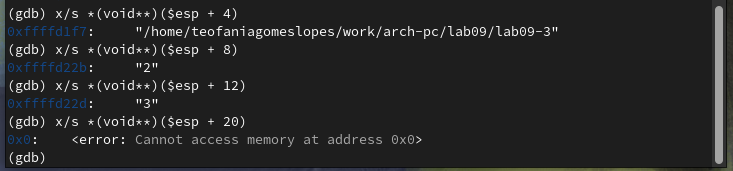 (gdb) x/s *(void**)($esp + 4)
0xffffd1f7:     "/home/teofaniagomeslopes/work/arch-pc/lab09/lab09-3"
(gdb) x/s *(void**)($esp + 8)
0xffffd22b:     "2"
(gdb) x/s *(void**)($esp + 12)
0xffffd22d:     "3"
(gdb) x/s *(void**)($esp + 20)
0x0:    <error: Cannot access memory at address 0x0>
(gdb)